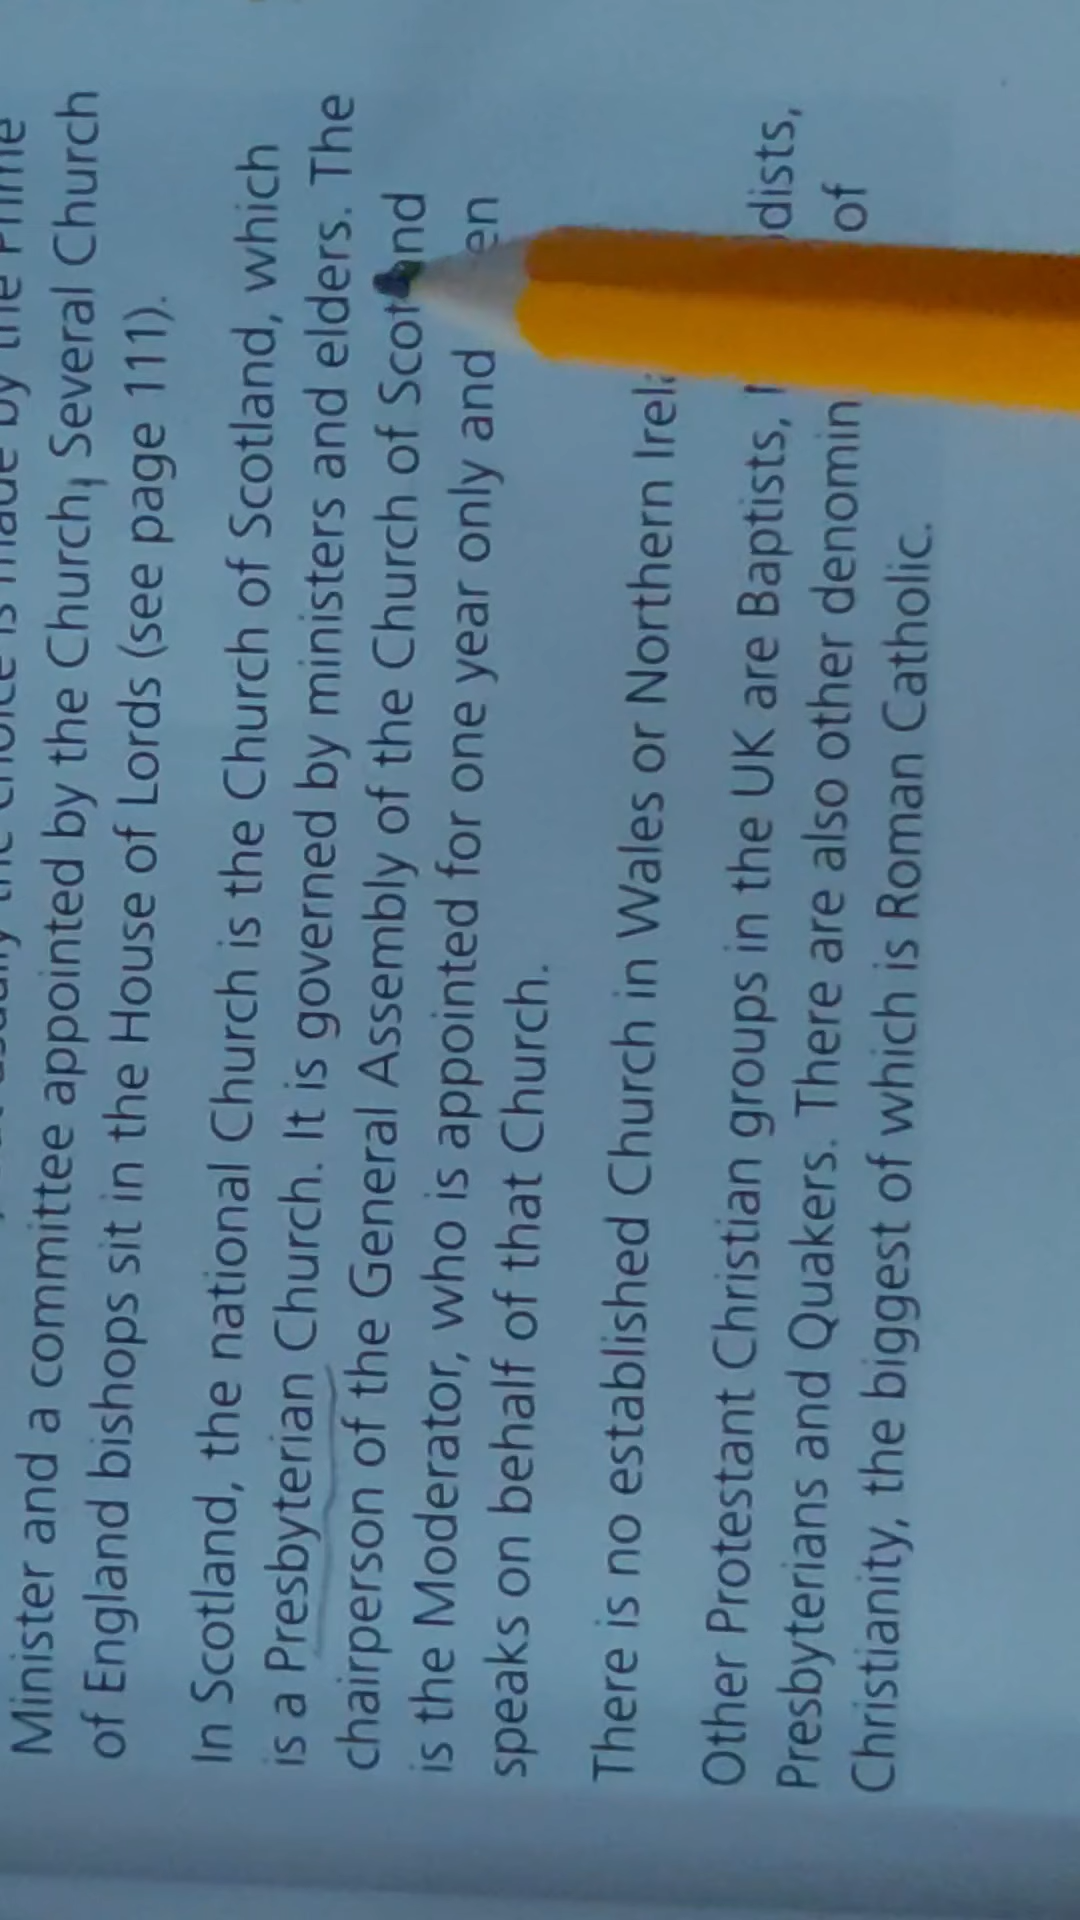 Minister and a committee appointed by the Church. Several Church
of England bishops sit in the House of Lords (see page 111).
In Scotland, the national Church is the Church of Scotland, which
is a Presbyterian Church. It is governed by ministers and elders. The
chairperson of the General Assembly of the Church of Scotland
is the Moderator, who is appointed for one year only and
speaks on behalf of that Church.
There is no established Church in Wales or Northern
Other Protestant Christian groups in the UK are Baptists,
Presbyterians and Quakers. There are also other of
Christianity, the biggest of which is Roman Catholic.